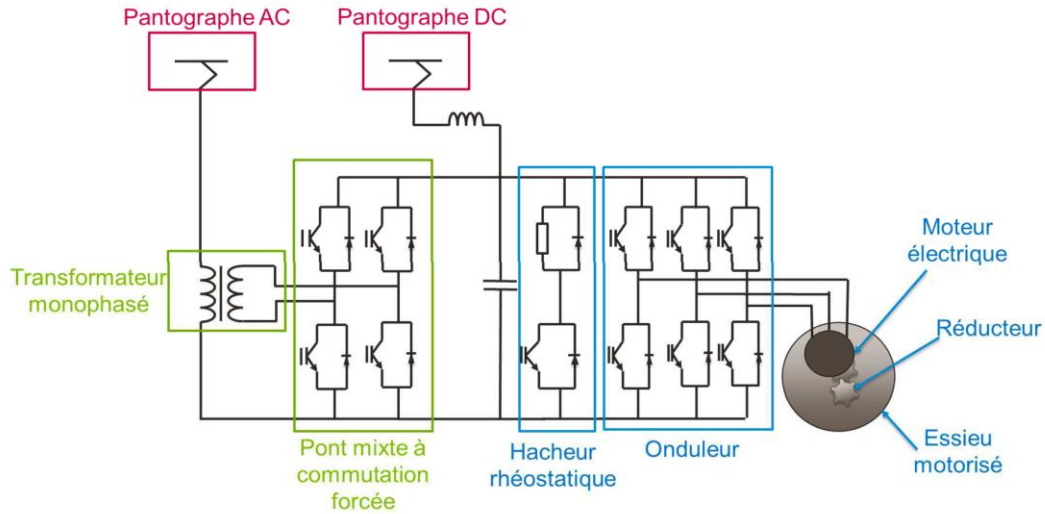 Pantographe AC
Pantographe DC
Transformateur
monophasé
Moteur
électrique
Réducteur
Essieu
motorisé
Pont mixte à
commutation
forcée
Hacheur
rhéostatique
Onduleur